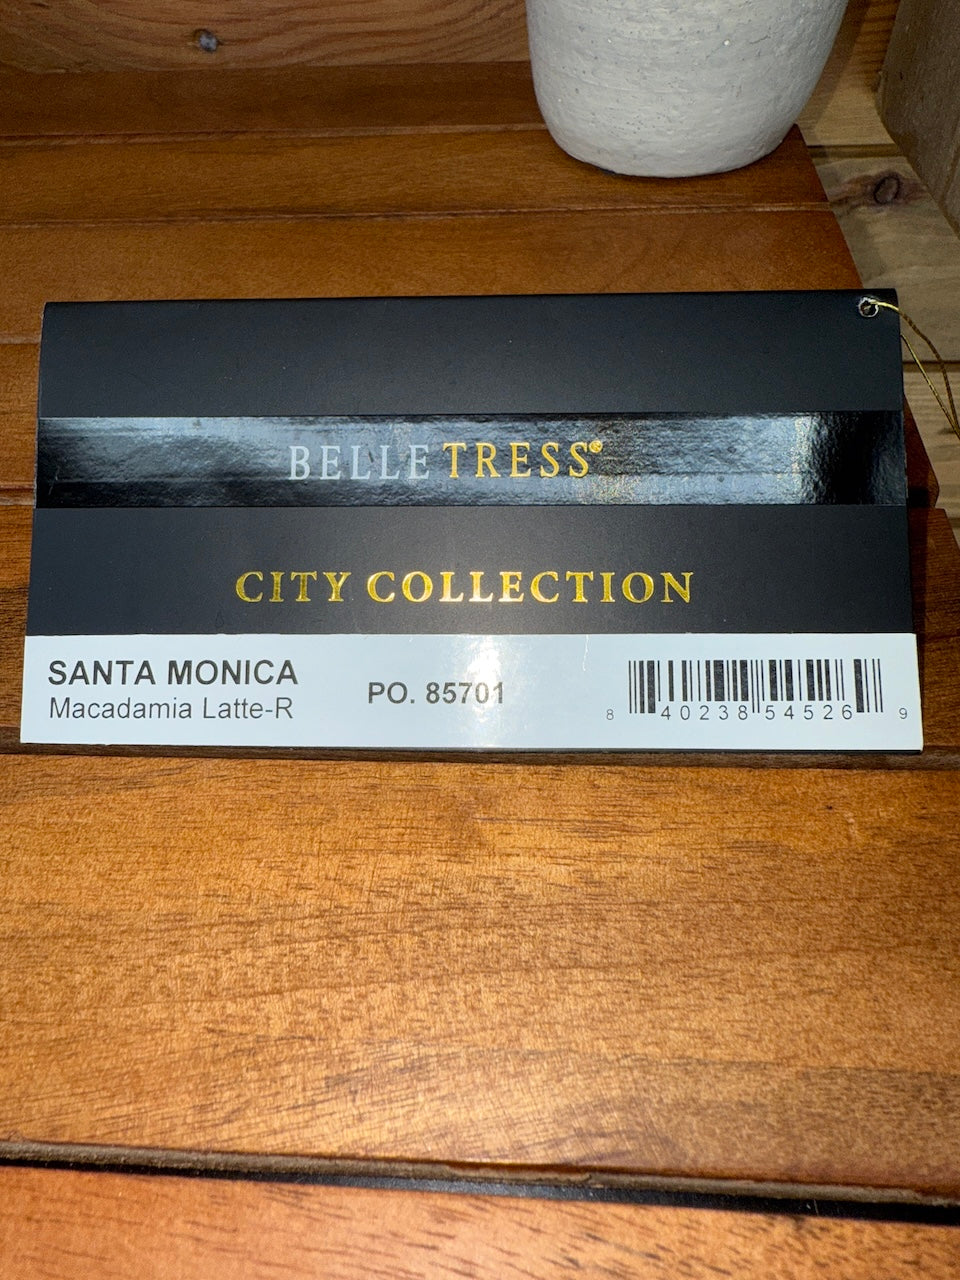 BELLE TRESS®
CITY COLLECTION
SANTA MONICA
Macadamia Latte-R
PO. 85701
8 40238 54526 9